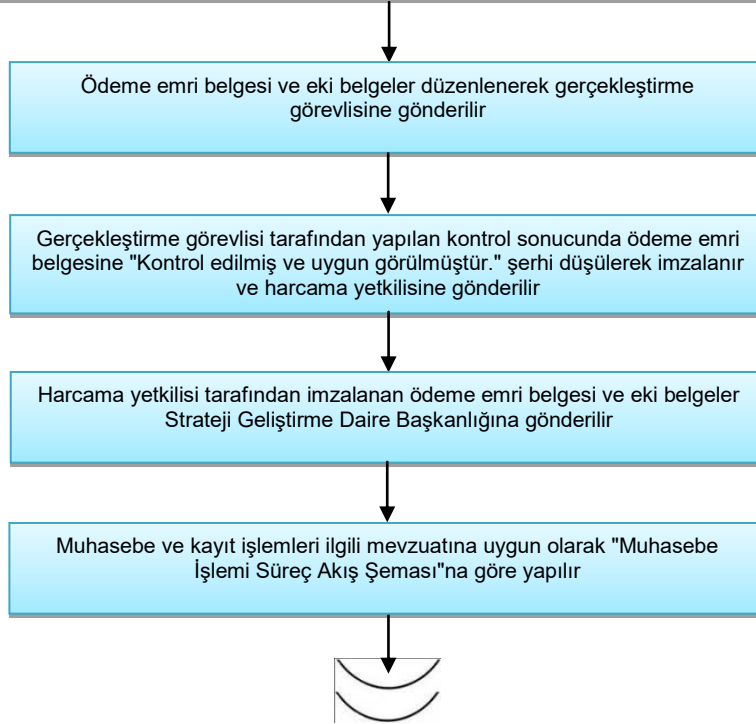 Ödeme emri belgesi ve eki belgeler düzenlenerek gerçekleştirme
görevlisine gönderilir
Gerçekleştirme görevlisi tarafından yapılan kontrol sonucunda ödeme emri
belgesine "Kontrol edilmiş ve uygun görülmüştür." şerhi düşülerek imzalanır
ve harcama yetkilisine gönderilir
Harcama yetkilisi tarafından imzalanan ödeme emri belgesi ve eki belgeler
Strateji Geliştirme Daire Başkanlığına gönderilir
Muhasebe ve kayıt işlemleri ilgili mevzuatına uygun olarak "Muhasebe
İşlemi Süreç Akış Şeması"na göre yapılır